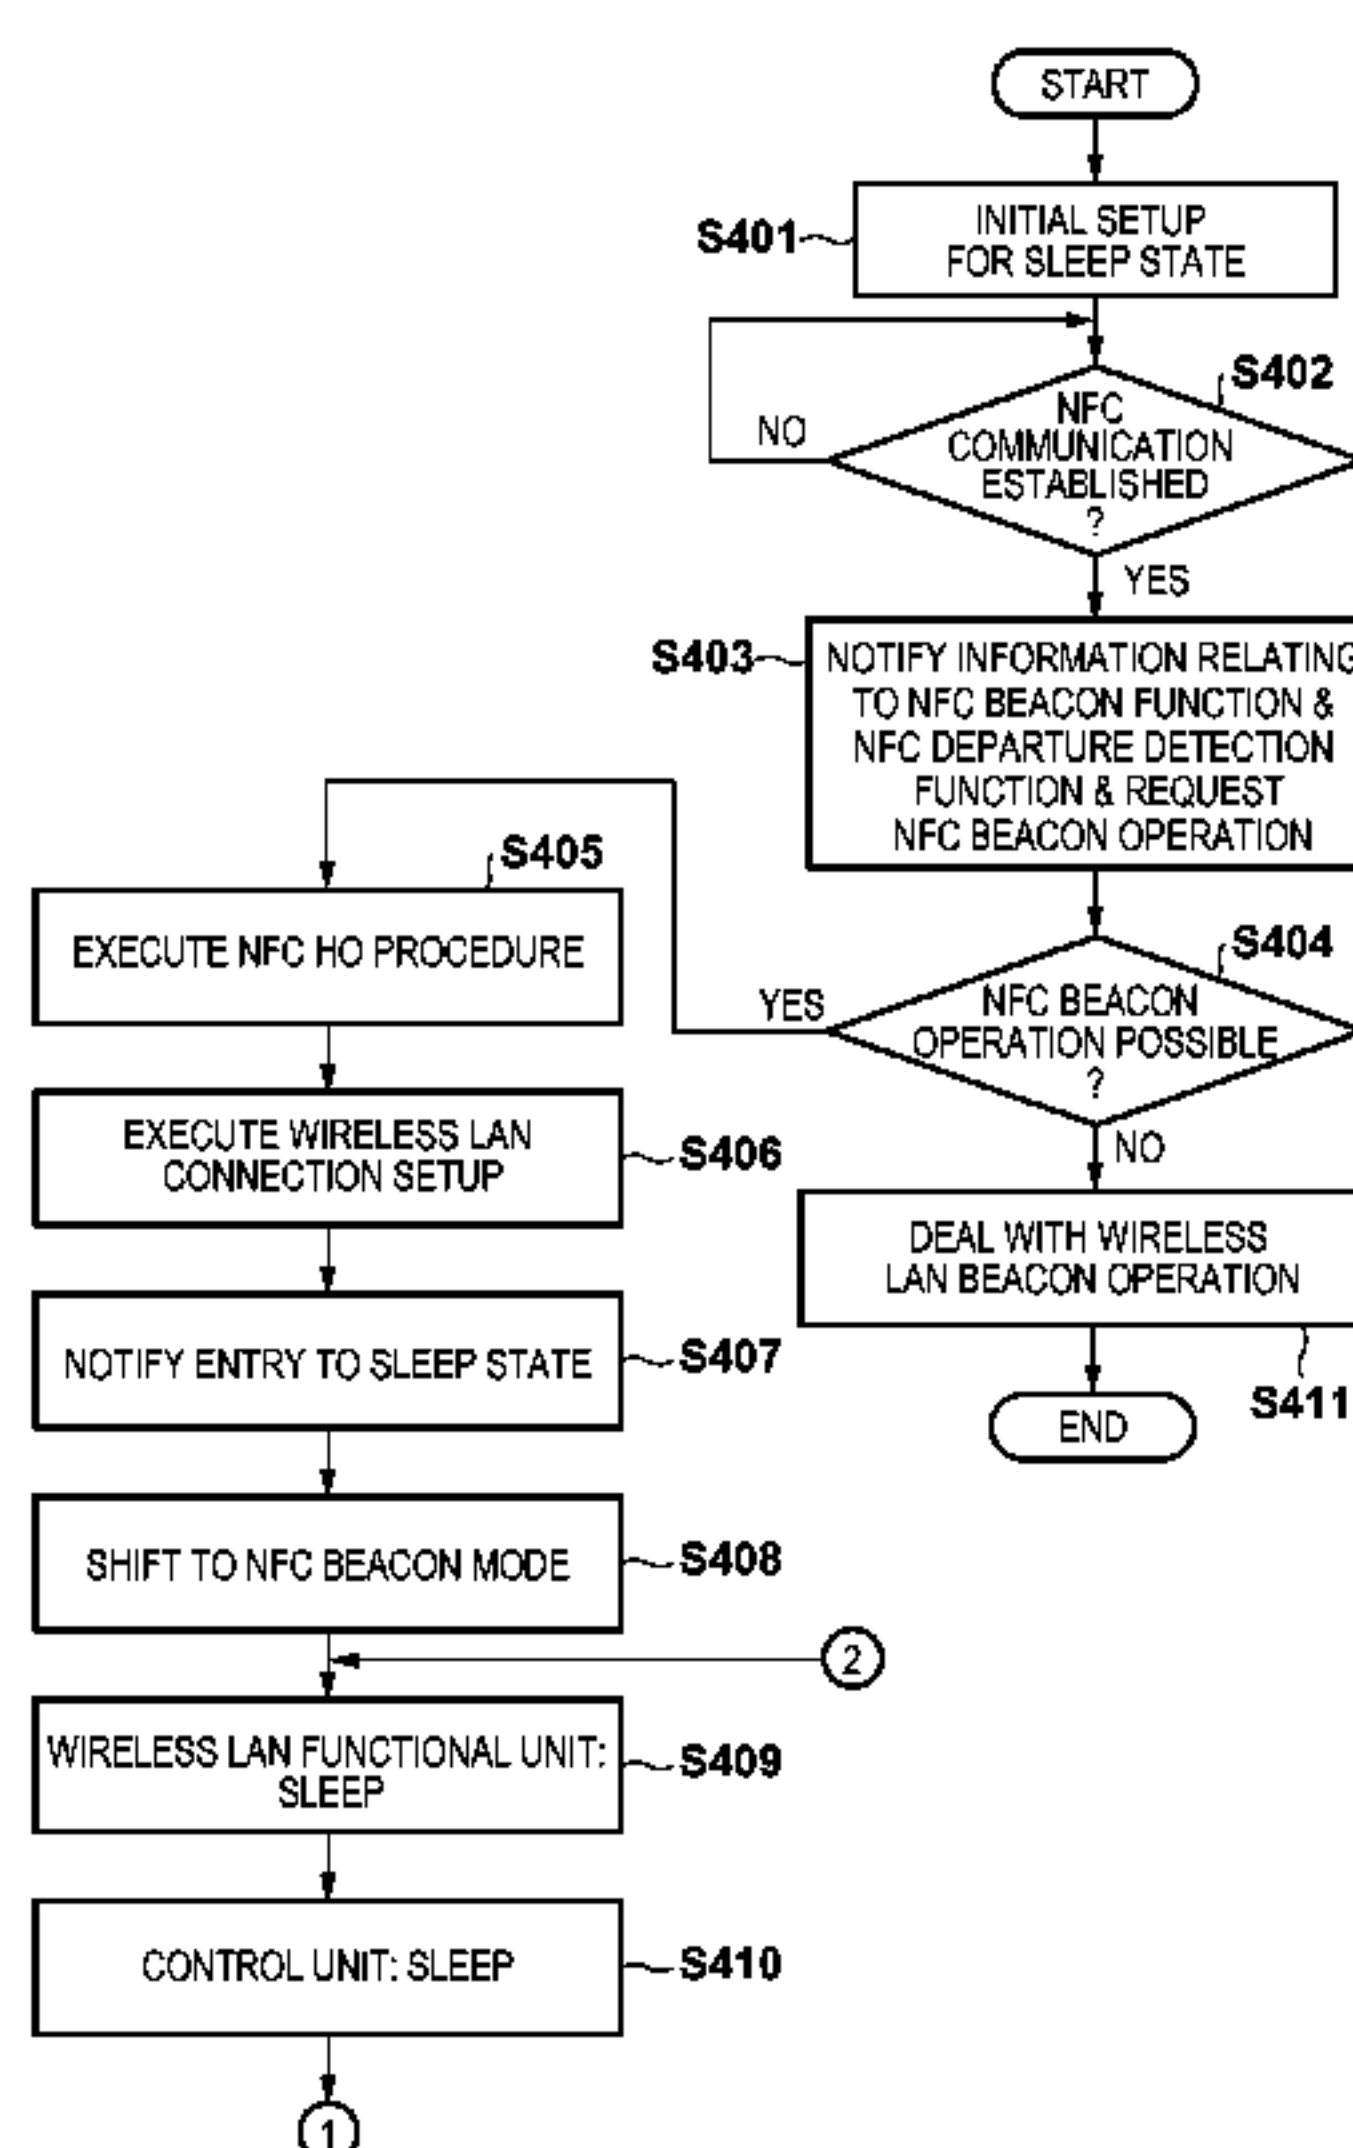 START
S401
INITIAL SETUP
FOR SLEEP STATE
S402
NFC
COMMUNICATION
ESTABLISHED
?
NO
YES
S403
NOTIFY INFORMATION RELATING
TO NFC BEACON FUNCTION &
NFC DEPARTURE DETECTION
FUNCTION & REQUEST
NFC BEACON OPERATION
S404
NFC BEACON
OPERATION POSSIBLE
?
YES
NO
S405
EXECUTE NFC HO PROCEDURE
EXECUTE WIRELESS LAN
CONNECTION SETUP
S406
DEAL WITH WIRELESS
LAN BEACON OPERATION
S411
END
NOTIFY ENTRY TO SLEEP STATE
S407
SHIFT TO NFC BEACON MODE
S408
2
WIRELESS LAN FUNCTIONAL UNIT:
SLEEP
S409
CONTROL UNIT: SLEEP
S410
1